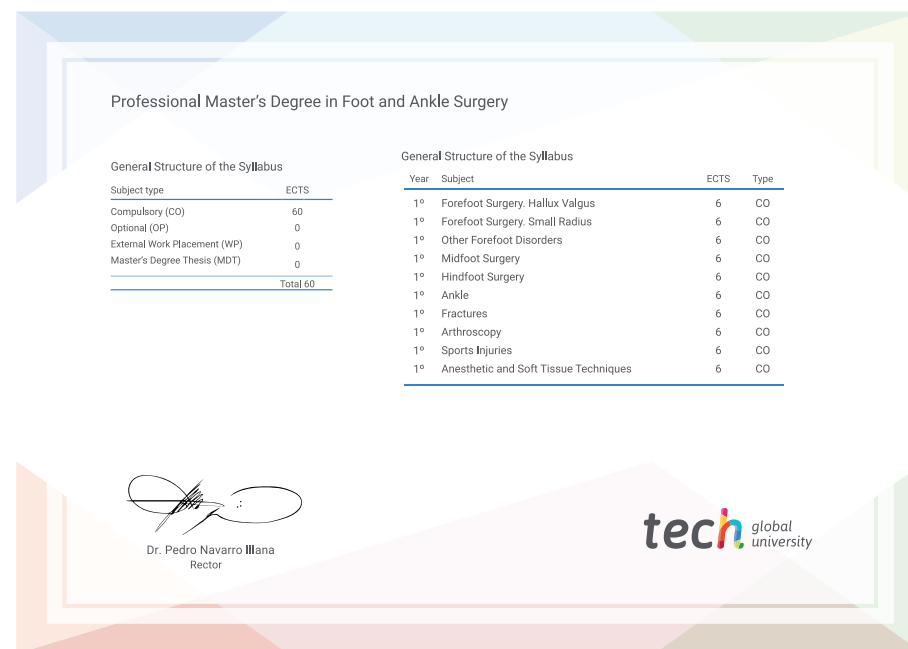 Professional Master's Degree in Foot and Ankle Surgery
General Structure of the Syllabus
Subject type ECTS
Compulsory (CO) 60
Optional (OP) 0
External Work Placement (WP) 0
Master's Degree Thesis (MDT) 0
Total 60
General Structure of the Syllabus
Year Subject ECTS Type
1º Forefoot Surgery. Hallux Valgus 6 CO
1º Forefoot Surgery. Small Radius 6 CO
1º Other Forefoot Disorders 6 CO
1º Midfoot Surgery 6 CO
1º Hindfoot Surgery 6 CO
1º Ankle 6 CO
1º Fractures 6 CO
1º Arthroscopy 6 CO
1º Sports Injuries 6 CO
1º Anesthetic and Soft Tissue Techniques 6 CO
Dr. Pedro Navarro Illana
Rector
tech global
university